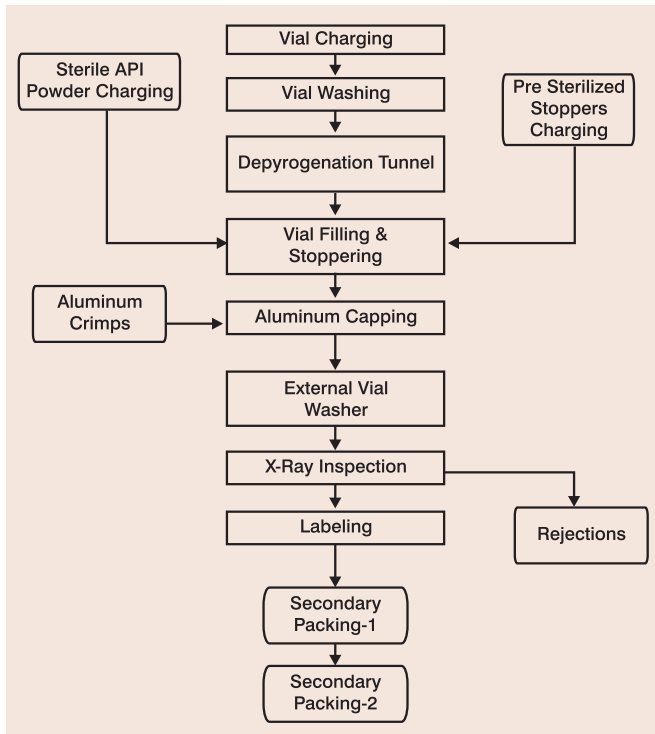 Vial Charging
Sterile API
Powder Charging
Vial Washing
Pre Sterilized
Stoppers
Charging
Depyrogenation Tunnel
Vial Filling &
Stoppering
Aluminum
Crimps
Aluminum Capping
External Vial
Washer
X-Ray Inspection
Labeling
Rejections
Secondary
Packing-1
Secondary
Packing-2